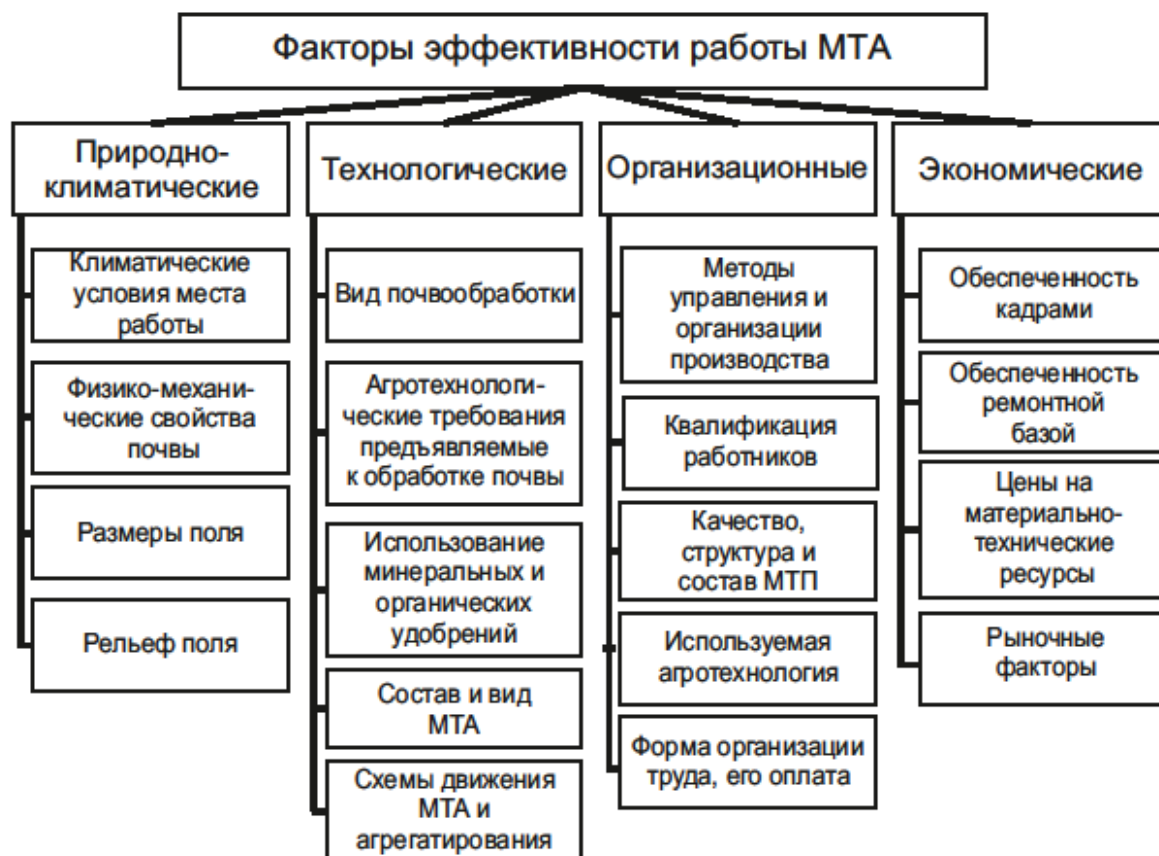 Факторы эффективности работы МТА
Природно-
климатические
Климатические
условия места
работы
Физико-механи-
ческие свойства
почвы
Размеры поля
Рельеф поля
Технологические
Вид почвообработки
Агротехнологи-
ческие требования
предъявляемые
к обработке почвы
Использование
минеральных и
органических
удобрений
Состав и вид
МТА
Схемы движения
МТА и
агрегатирования
Организационные
Методы
управления и
организации
производства
Квалификация
работников
Качество,
структура и
состав МТП
Используемая
агротехнология
Форма организации
труда, его оплата
Экономические
Обеспеченность
кадрами
Обеспеченность
ремонтной
базой
Цены на
материально-
технические
ресурсы
Рыночные
факторы